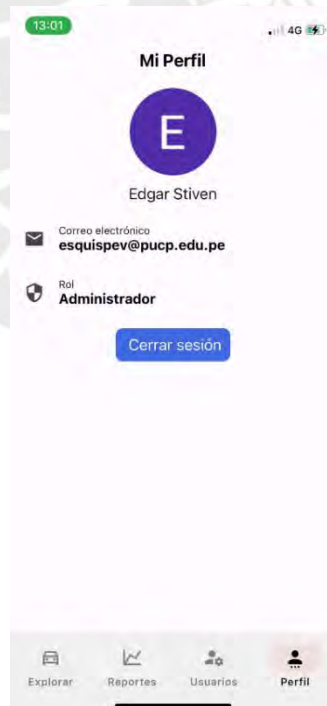 13:01
4G
Mi Perfil
E
Edgar Stiven
Correo electrónico
esquispev@pucp.edu.pe
Rol
Administrador
Cerrar sesión
Explorar Reportes Usuarios Perfil